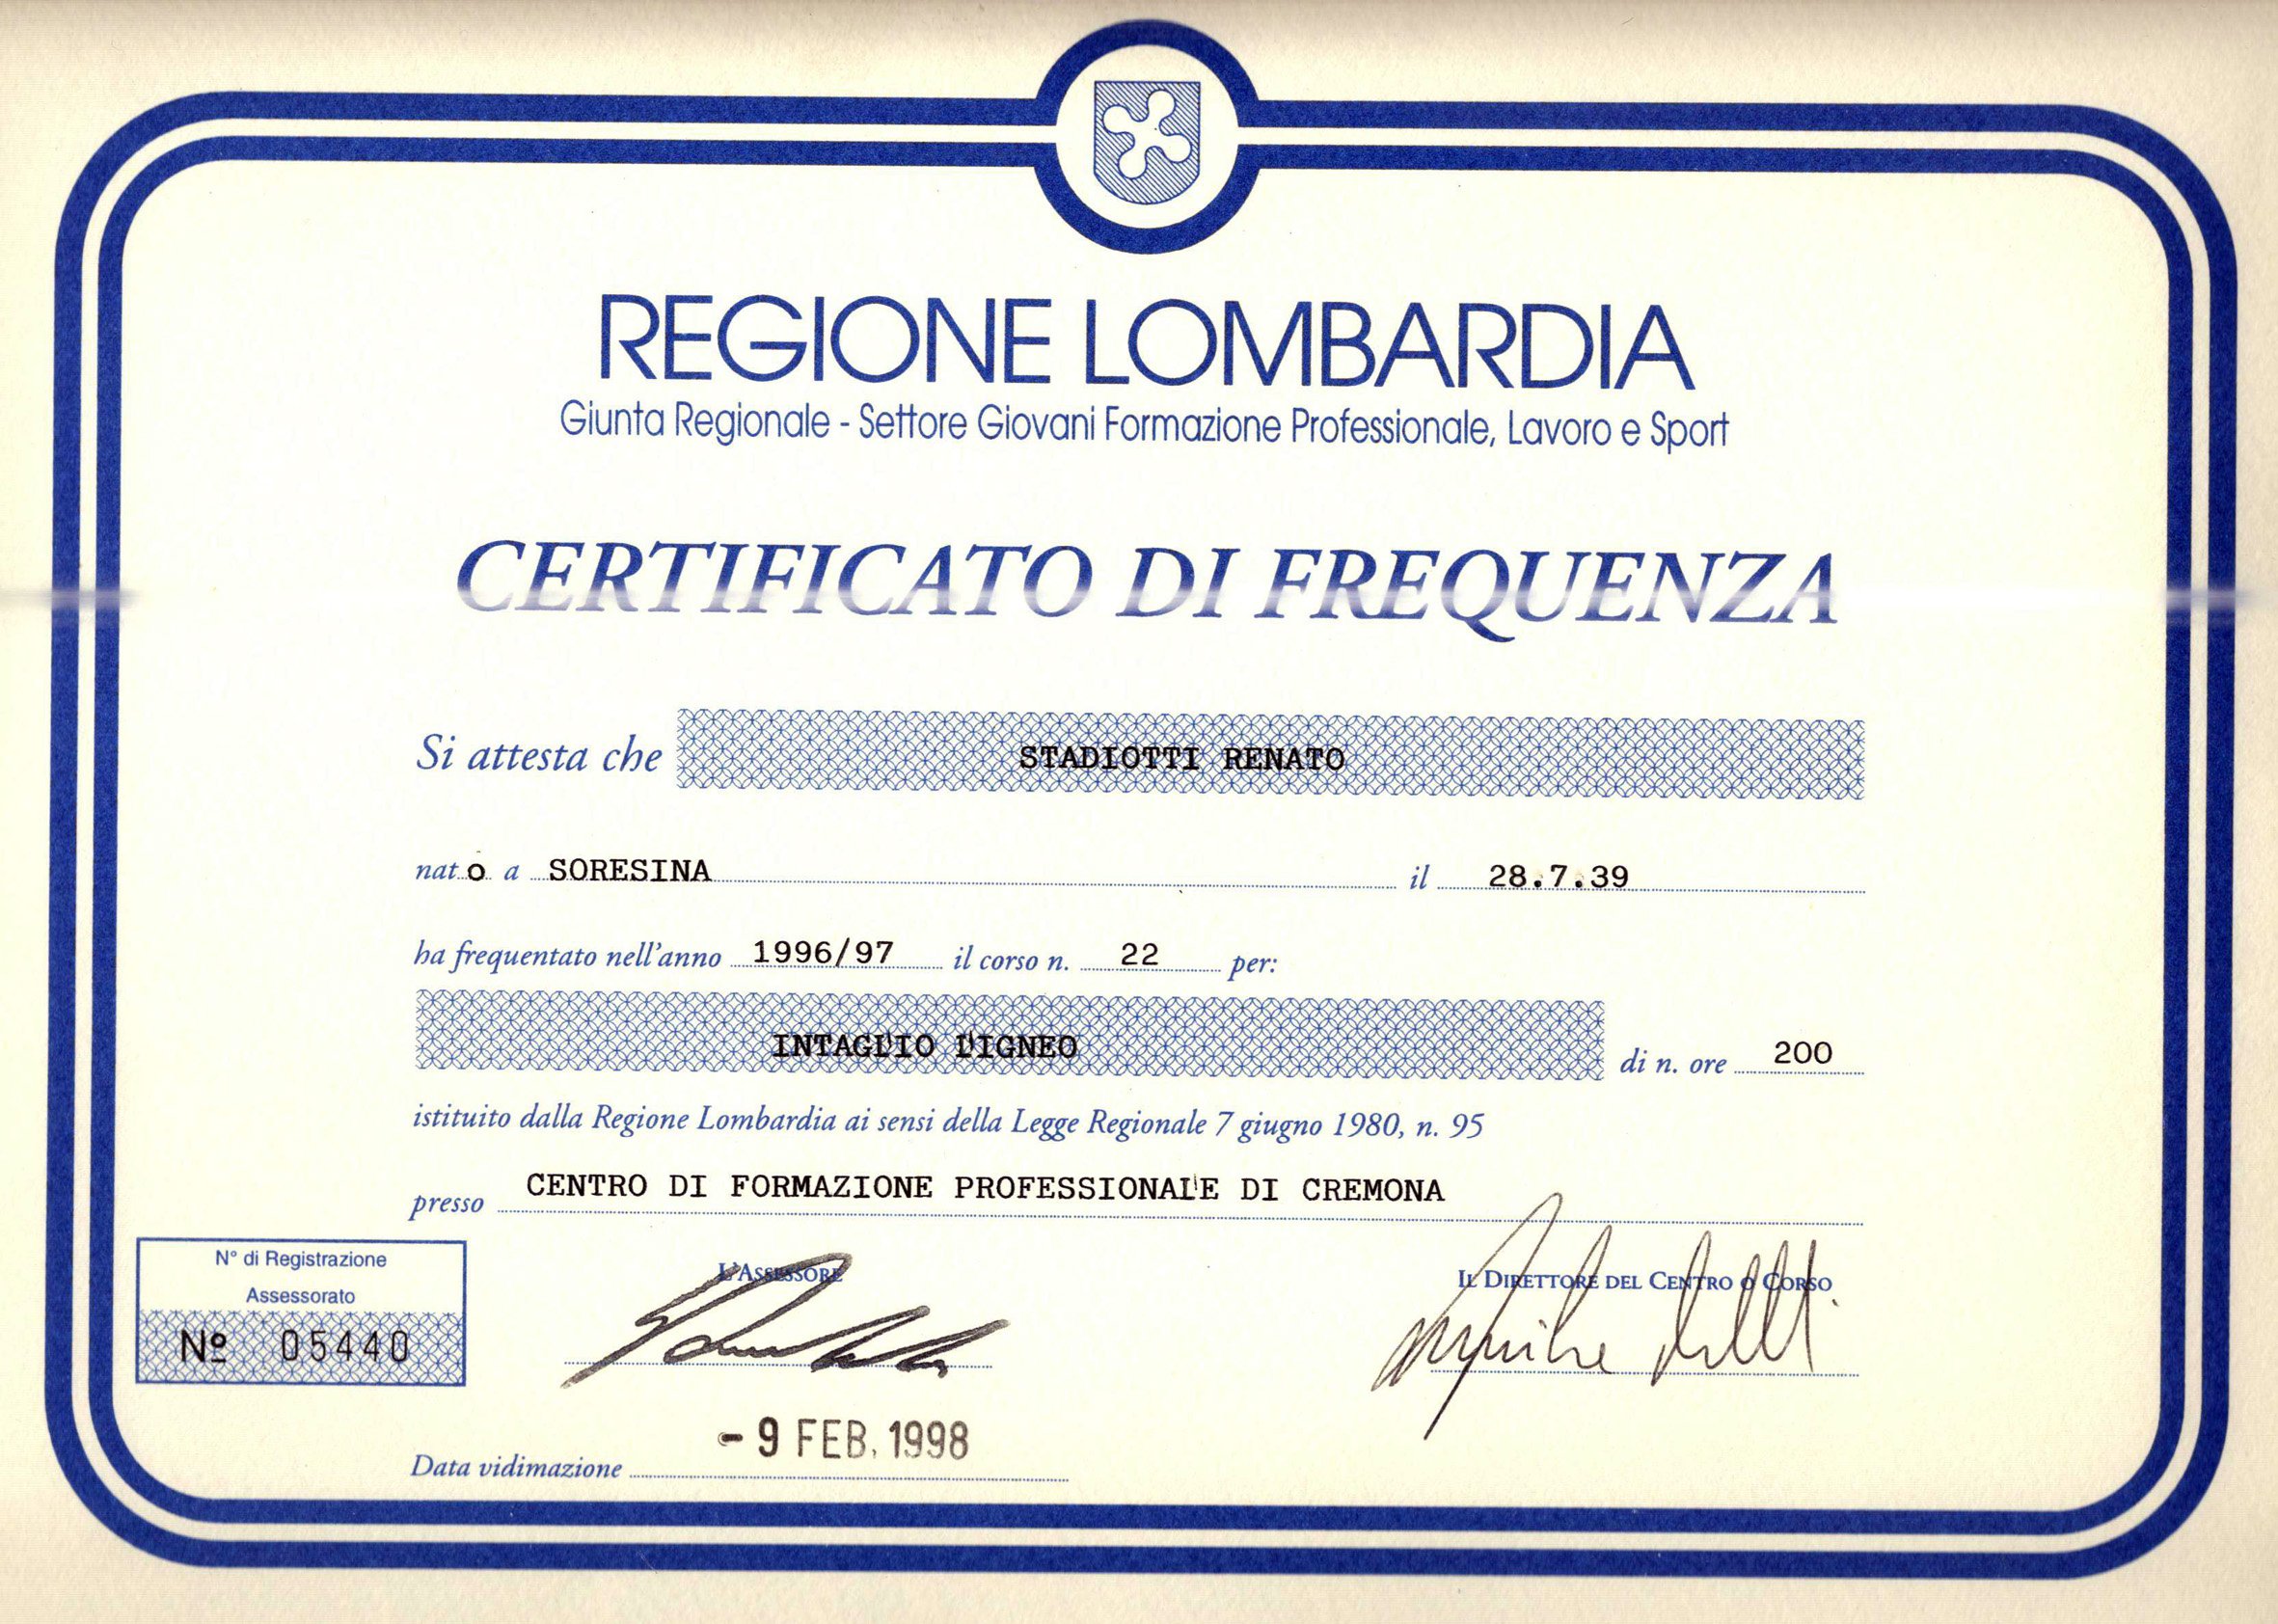 REGIONE LOMBARDIA
Giunta Regionale - Settore Giovani Formazione Professionale, Lavoro e Sport
CERTIFICATO DI FREQUENZA
Si attesta che STADIOTTI RENATO
nato a SORESINA il 28.7.39
ha frequentato nell'anno 1996/97 il corso n. 22 per:
INTAGLIO LIGNEO di n. ore 200
istituito dalla Regione Lombardia ai sensi della Legge Regionale 7 giugno 1980, n. 95
presso CENTRO DI FORMAZIONE PROFESSIONALE DI CREMONA
N° di Registrazione
Assessorato
Nº 05440
L'ASSESSORE
IL DIRETTORE DEL CENTRO O CORSO
Data vidimazione - 9 FEB. 1998